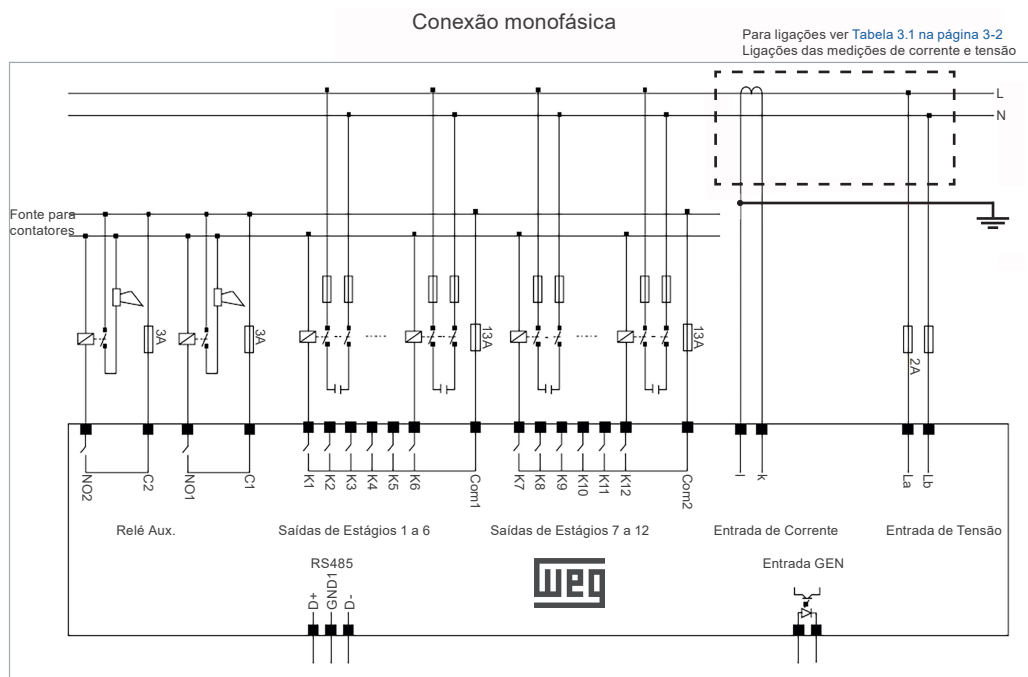 Conexão monofásica
Para ligações ver Tabela 3.1 na página 3-2
Ligações das medições de corrente e tensão
L
N
Fonte para
contatores
3A
3A
13A
13A
2A
NO2
C2
NO1
C1
K1
K2
K3
K4
K5
K6
Com1
K7
K8
K9
K10
K11
K12
Com2
l
k
La
Lb
Relé Aux.
Saídas de Estágios 1 a 6
Saídas de Estágios 7 a 12
Entrada de Corrente
Entrada de Tensão
RS485
D+
GND1
D -
weg
Entrada GEN